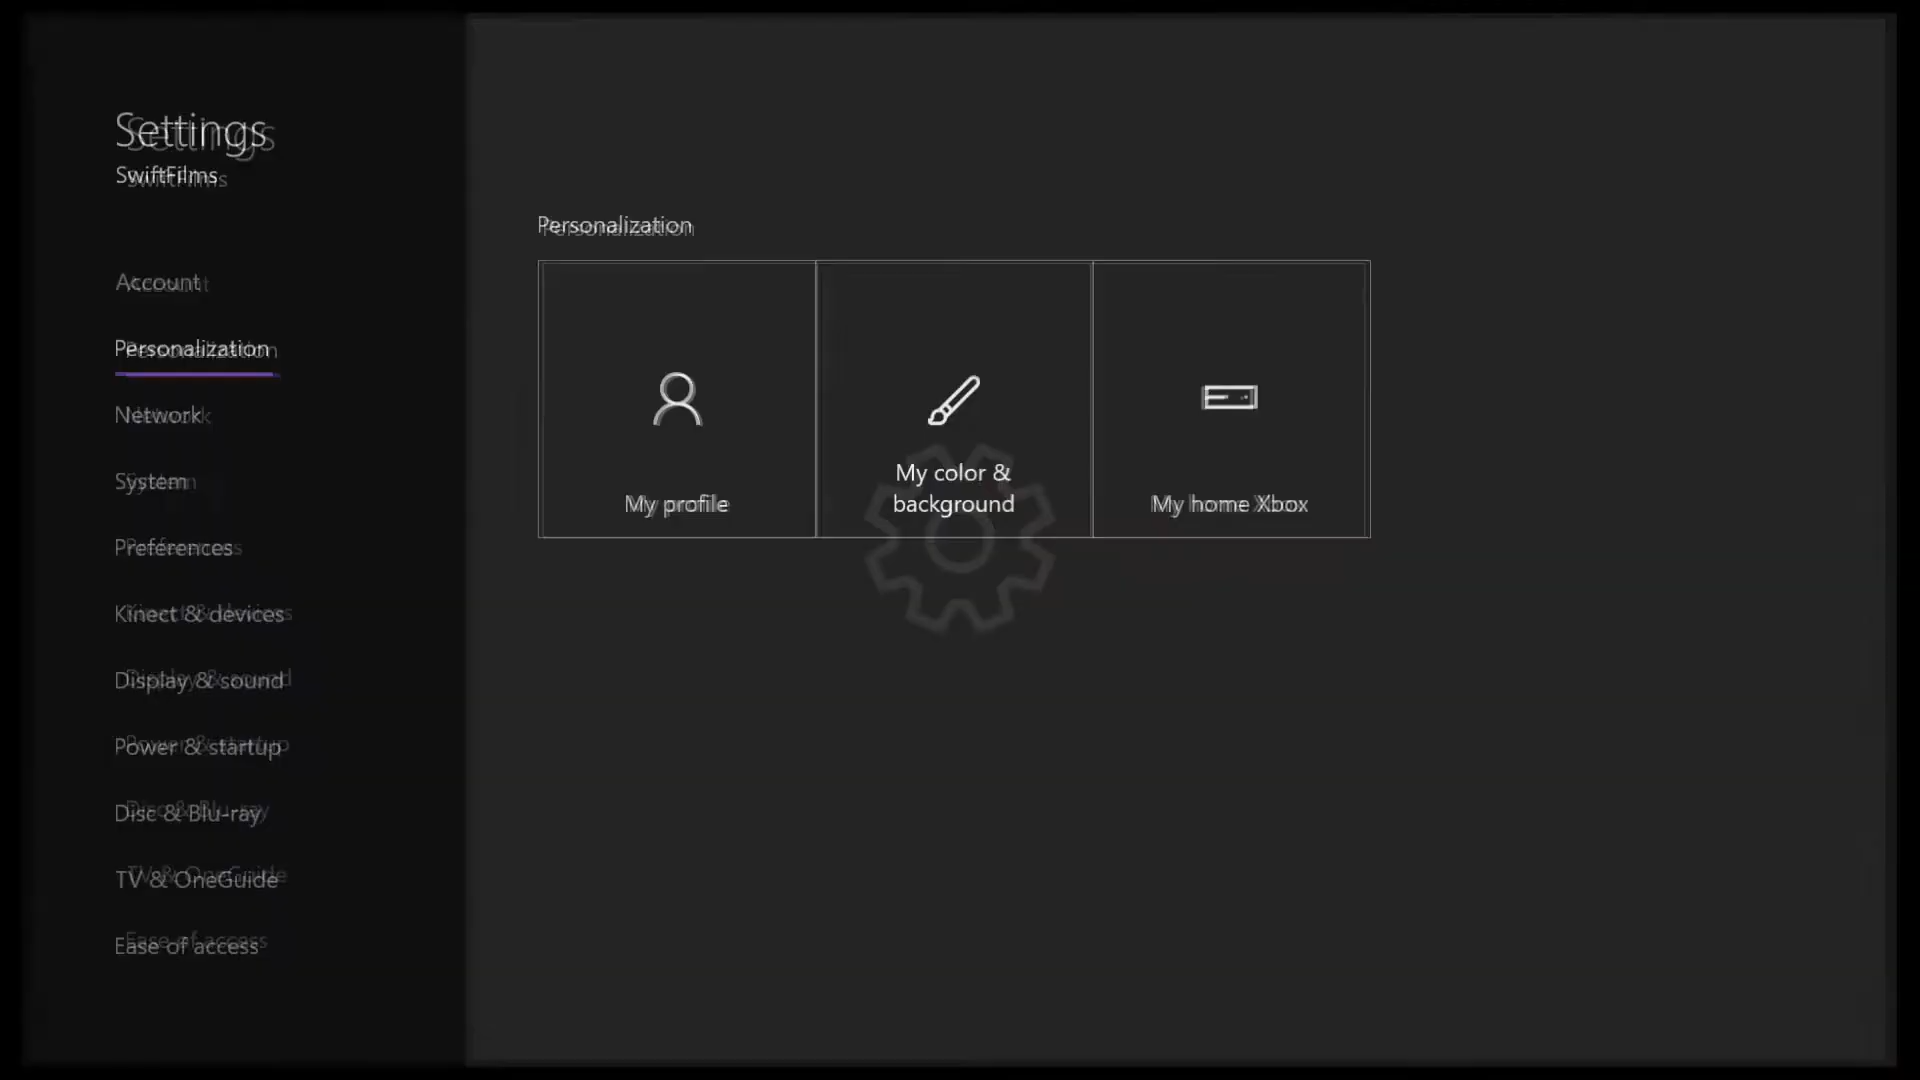 Settings
SwiftFilms
Account
Personalization
Network
System
Preferences
Kinect & devices
Display & sound
Power & startup
Disc & Blu-ray
TV & OneGuide
Ease of access
Personalization
My profile
My color &
background
My home Xbox